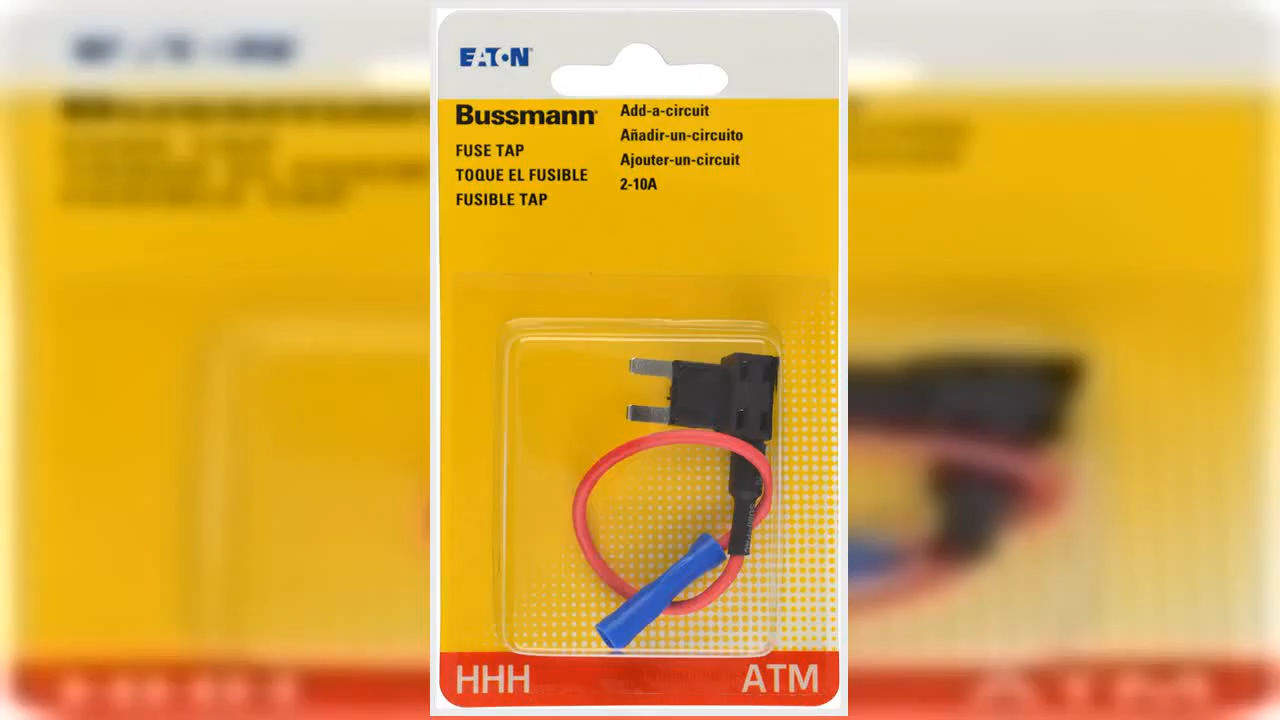 EATON
Bussmann
FUSE TAP
TOQUE EL FUSIBLE
FUSIBLE TAP
Add-a-circuit
Añadir-un-circuito
Ajouter-un-circuit
2-10A
HHH
ATM